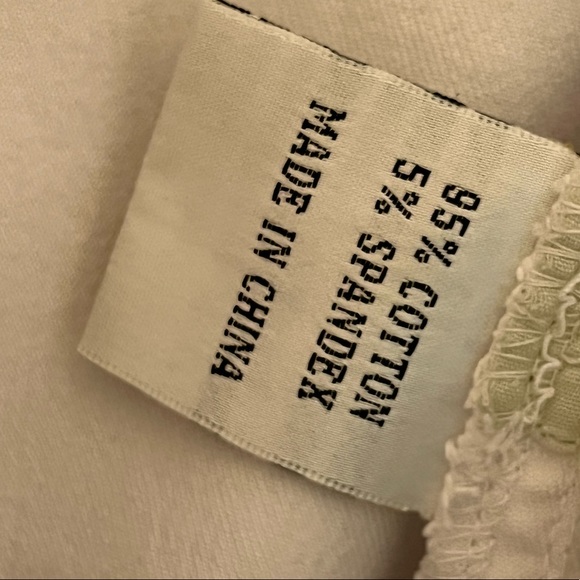 95% COTTON
5% SPANDEX
MADE IN CHINA